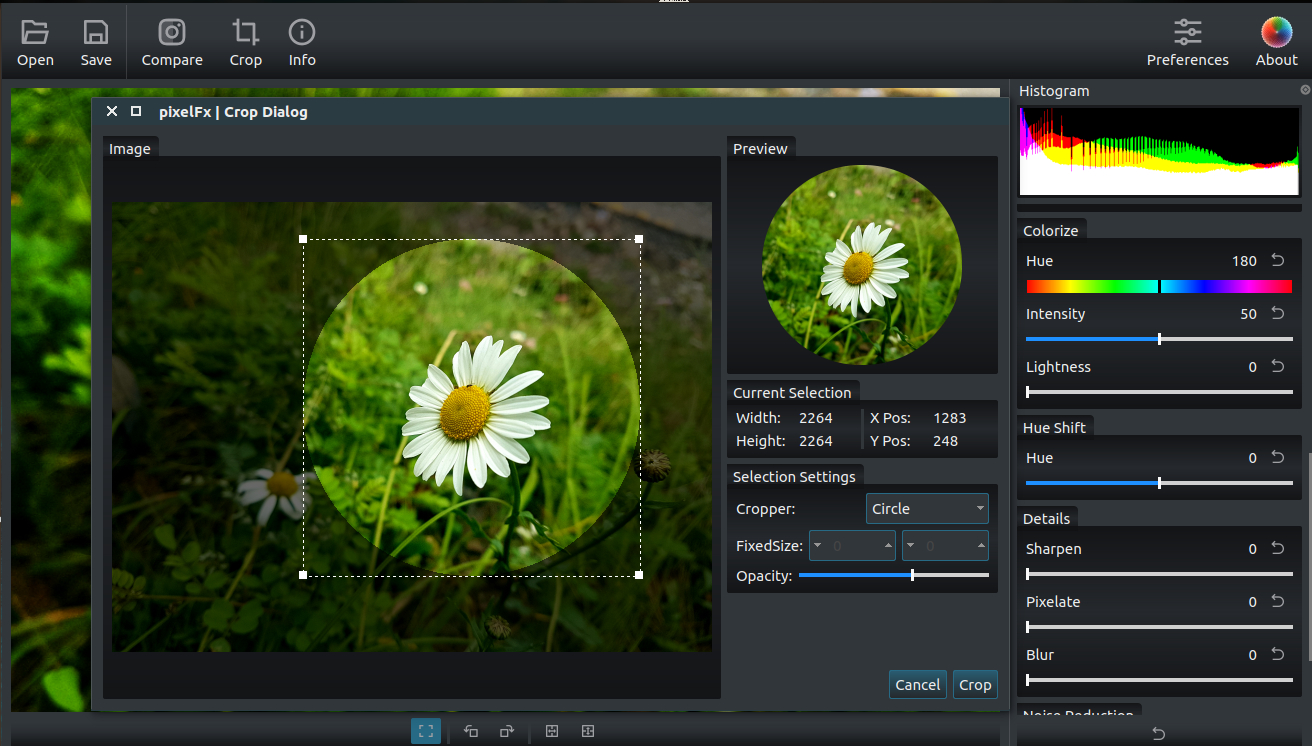 Open Save Compare Crop Info Preferences About
pixelFx | Crop Dialog
Histogram
Image
Preview
Current Selection
Width: 2264 X Pos: 1283
Height: 2264 Y Pos: 248
Selection Settings
Cropper: Circle
FixedSize: 0 0
Opacity:
Cancel Crop
Colorize
Hue 180
Intensity 50
Lightness 0
Hue Shift
Hue 0
Details
Sharpen 0
Pixelate 0
Blur 0
Noise Reduction